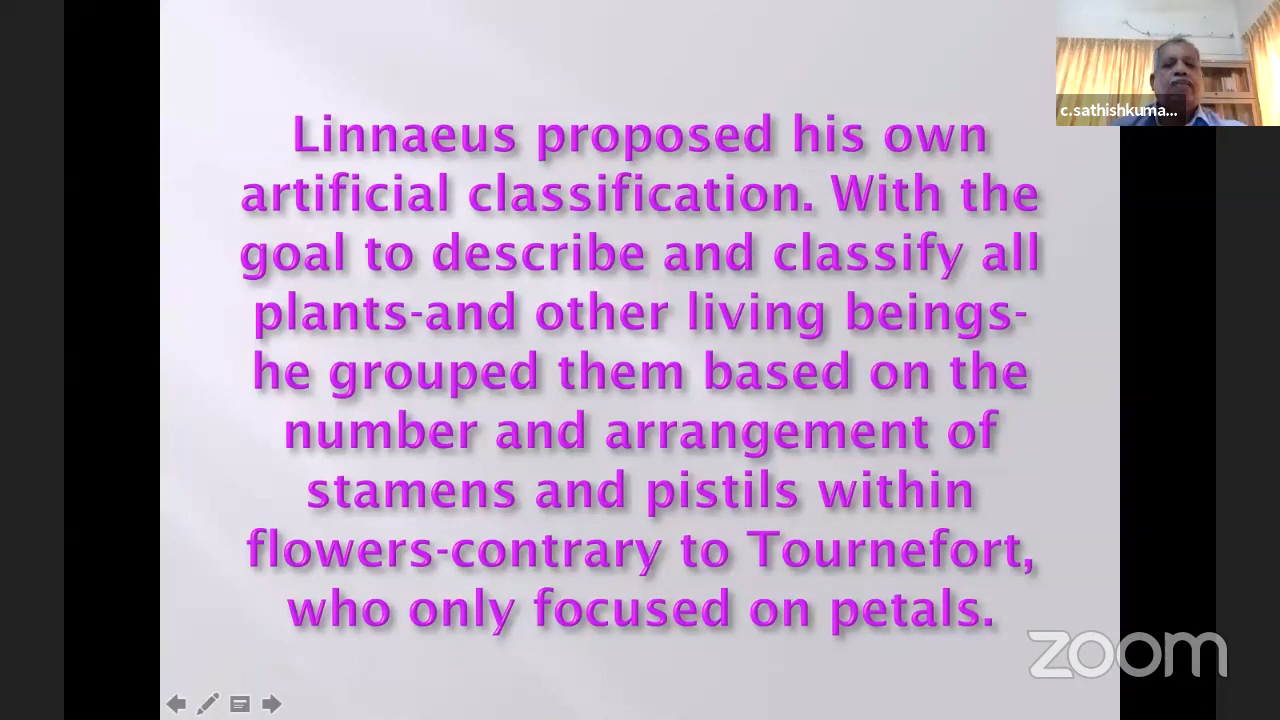 c.sathishkuma...
Linnaeus proposed his own
artificial classification. With the
goal to describe and classify all
plants-and other living beings-
he grouped them based on the
number and arrangement of
stamens and pistils within
flowers-contrary to Tournefort,
who only focused on petals.
zoom